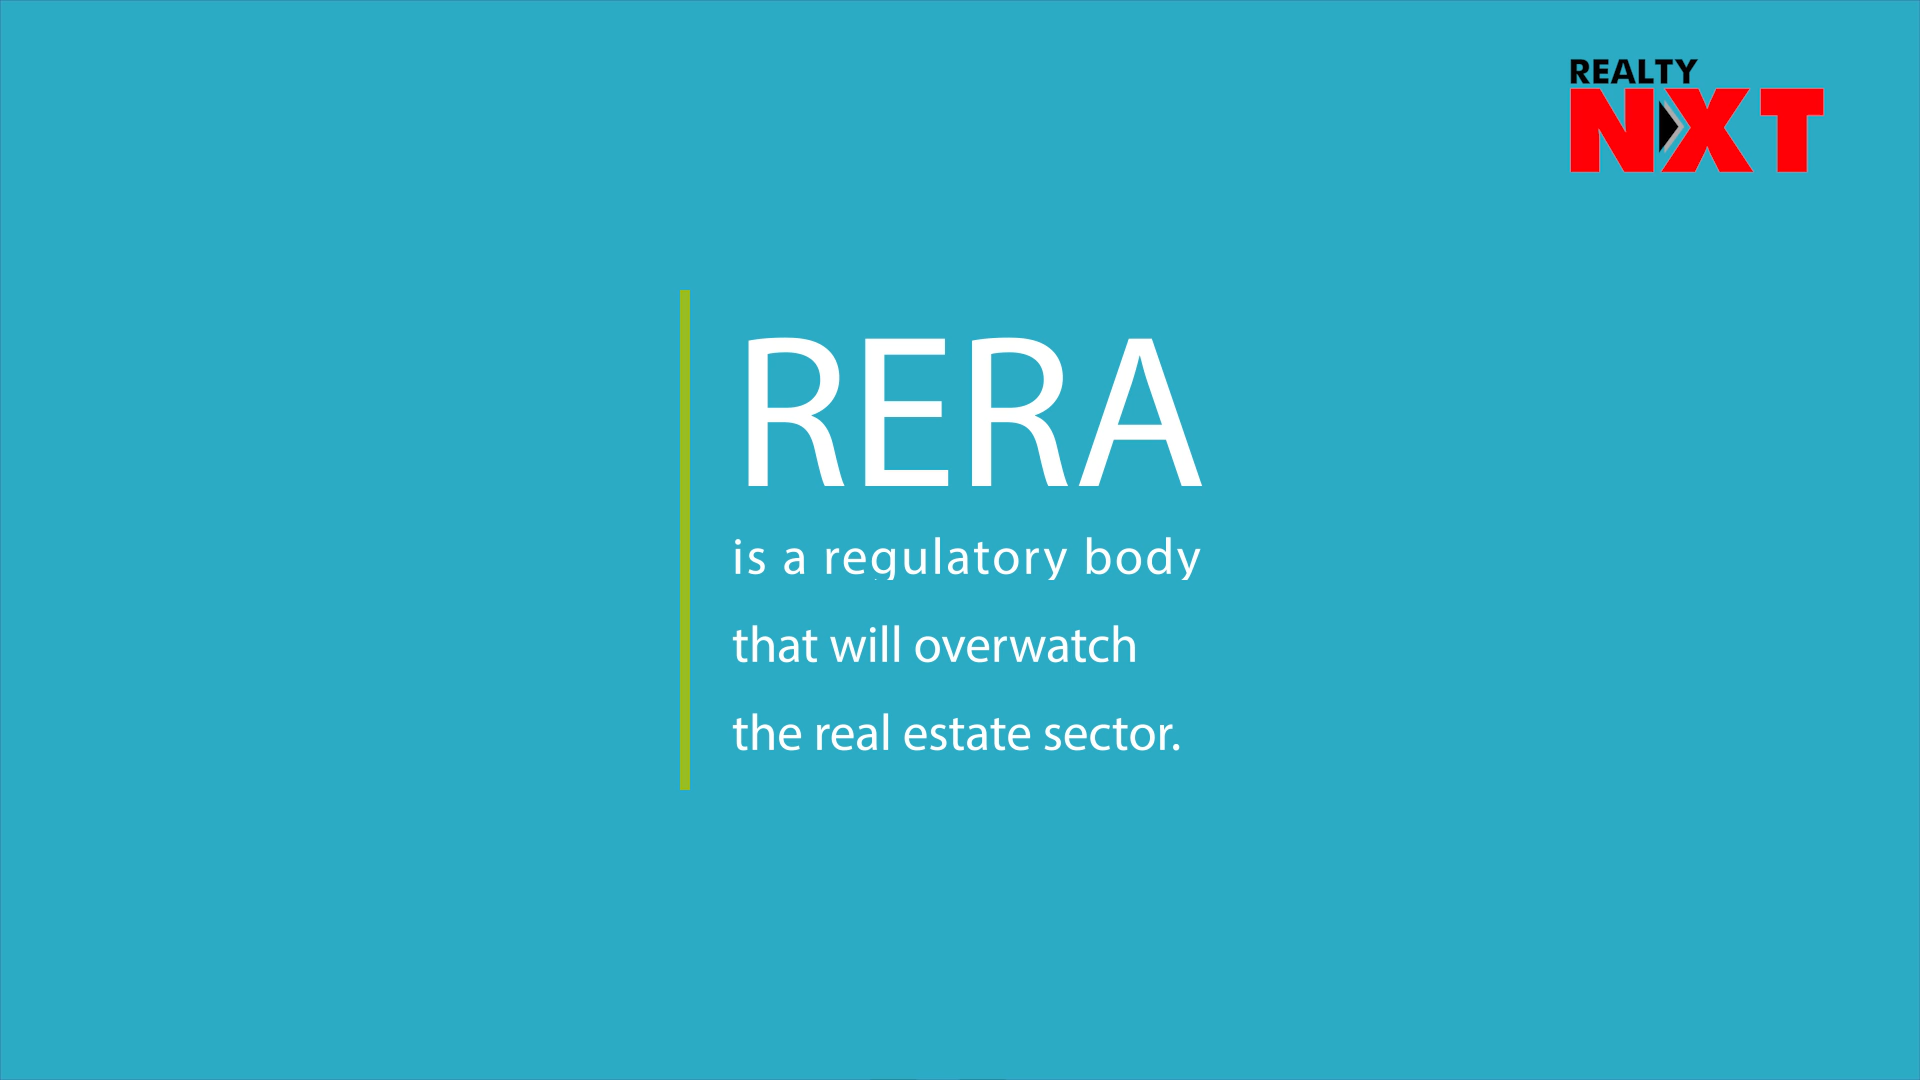 REALTY
NXT
RERA
is a regulatory body
that will overwatch
the real estate sector.